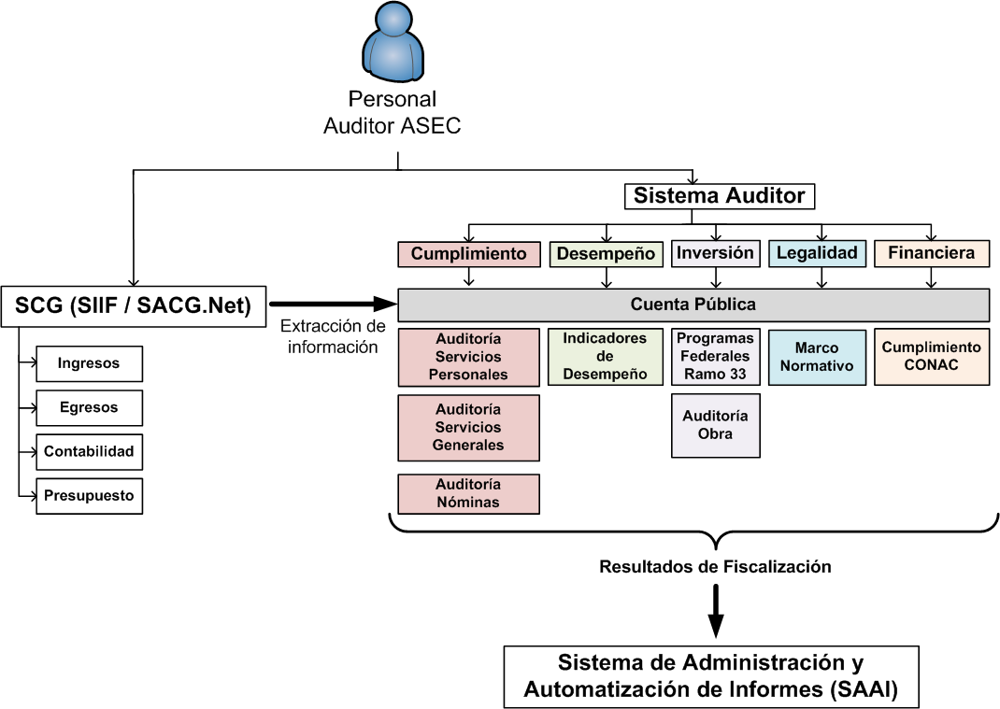 Personal
Auditor ASEC
Sistema Auditor
Cumplimiento
Desempeño
Inversión
Legalidad
Financiera
SCG (SIIF / SACG.Net)
Extracción de
información
Cuenta Pública
Ingresos
Egresos
Contabilidad
Presupuesto
Auditoría
Servicios
Personales
Auditoría
Servicios
Generales
Auditoría
Nóminas
Indicadores
de
Desempeño
Programas
Federales
Ramo 33
Auditoría
Obra
Marco
Normativo
Cumplimiento
CONAC
Resultados de Fiscalización
Sistema de Administración y
Automatización de Informes (SAAI)